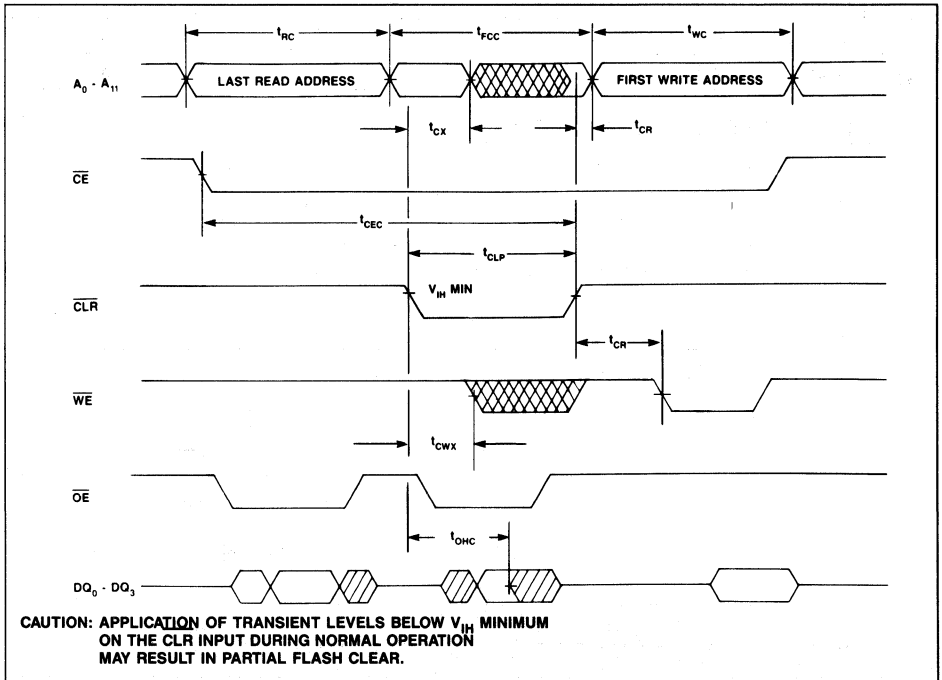 tRC tFCC tWC
A0 - A11 LAST READ ADDRESS FIRST WRITE ADDRESS
tCX tCR
CE
tCEC
tCLP
VIH MIN
CLR
tCR
WE
tCWX
OE
tOHC
DQ0 - DQ3
CAUTION: APPLICATION OF TRANSIENT LEVELS BELOW VIH MINIMUM
ON THE CLR INPUT DURING NORMAL OPERATION
MAY RESULT IN PARTIAL FLASH CLEAR.